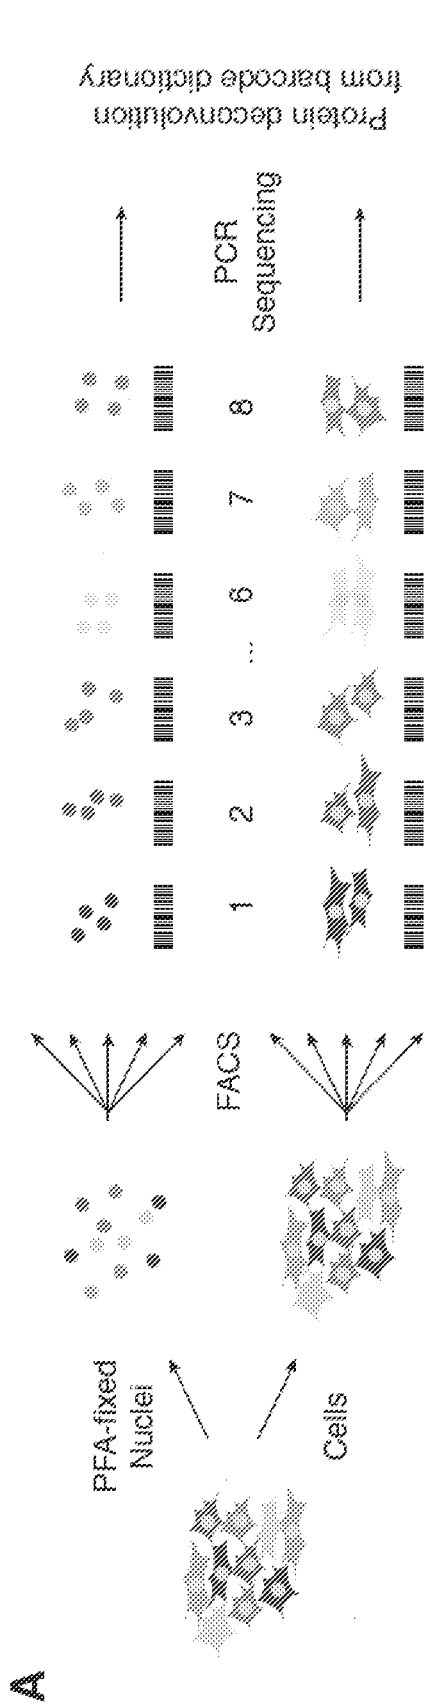 A
PFA-fixed
Nuclei
Cells
FACS
1 2 3 ... 6 7 8
PCR
Sequencing
Protein deconvolution
from barcode dictionary